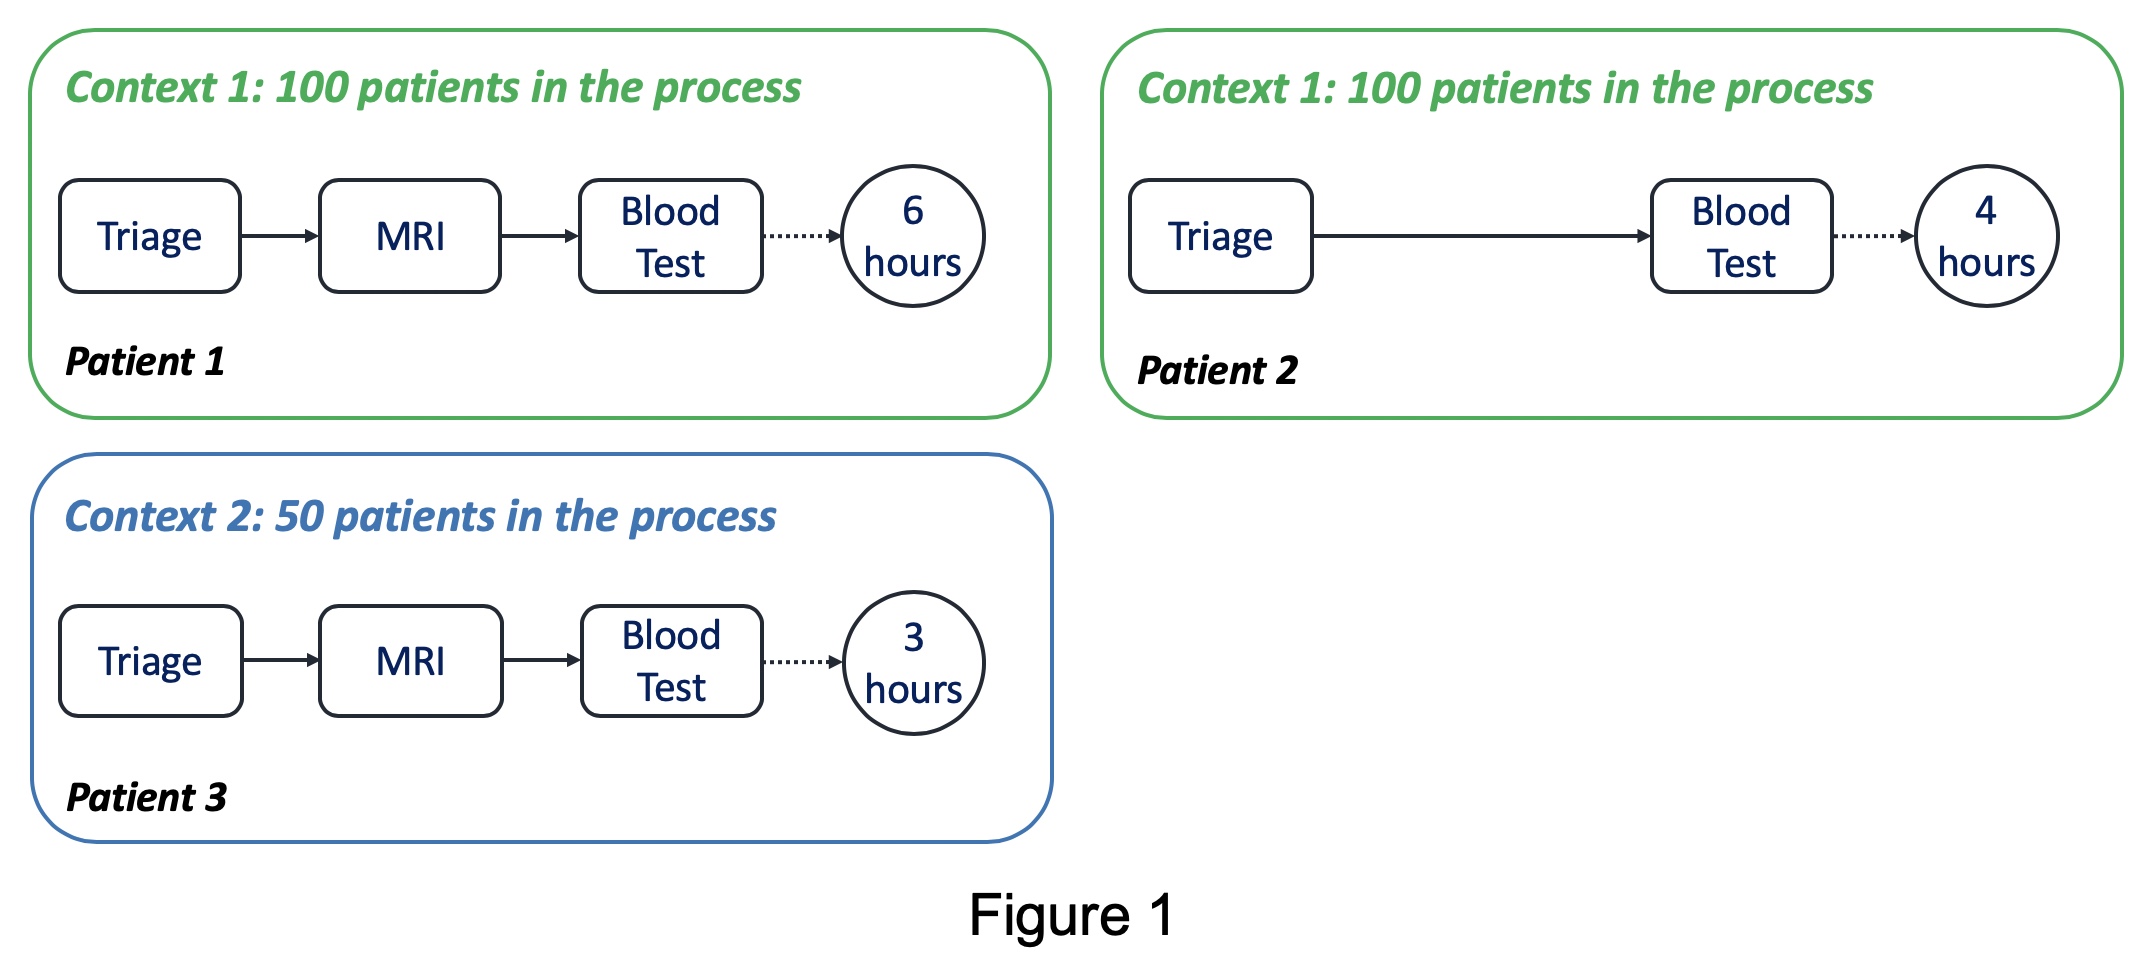 Context 1: 100 patients in the process
Triage
MRI
Blood
Test
6
hours
Patient 1
Context 1: 100 patients in the process
Triage
Blood
Test
4
hours
Patient 2
Context 2: 50 patients in the process
Triage
MRI
Blood
Test
3
hours
Patient 3
Figure 1